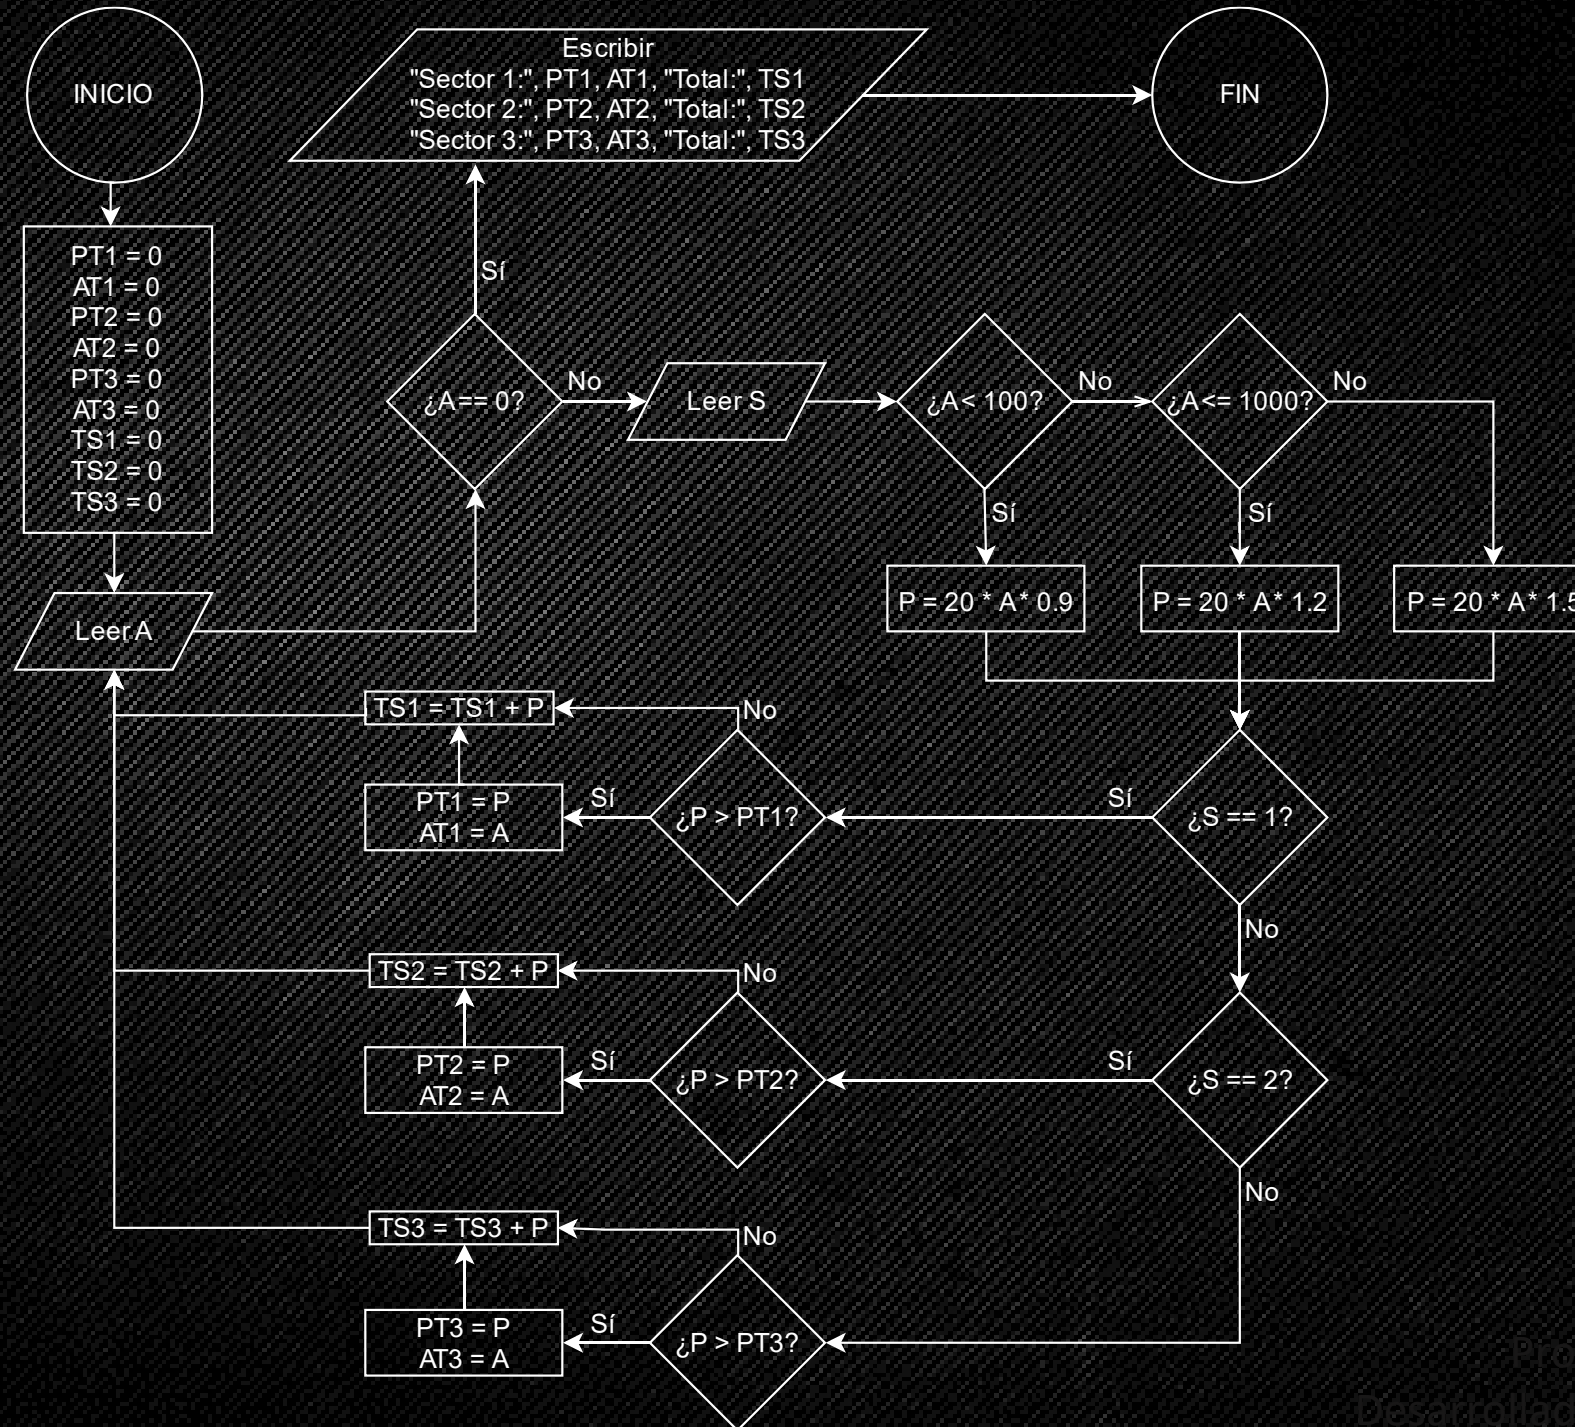 INICIO
Escribir
"Sector 1:", PT1, AT1, "Total:", TS1
"Sector 2:", PT2, AT2, "Total:", TS2
"Sector 3:", PT3, AT3, "Total:", TS3
FIN
PT1 = 0
AT1 = 0
PT2 = 0
AT2 = 0
PT3 = 0
AT3 = 0
TS1 = 0
TS2 = 0
TS3 = 0
Sí
¿A== 0?
No
Leer S
¿A< 100?
No
¿A<= 1000?
No
Sí
Sí
P = 20 * A* 0.9
P = 20 * A* 1.2
P = 20 * A* 1.5
Leer A
TS1 = TS1 + P
No
PT1 = P
AT1 = A
Sí
¿P > PT1?
Sí
¿S == 1?
No
TS2 = TS2 + P
No
PT2 = P
AT2 = A
Sí
¿P > PT2?
Sí
¿S == 2?
No
TS3 = TS3 + P
No
PT3 = P
AT3 = A
Sí
¿P > PT3?